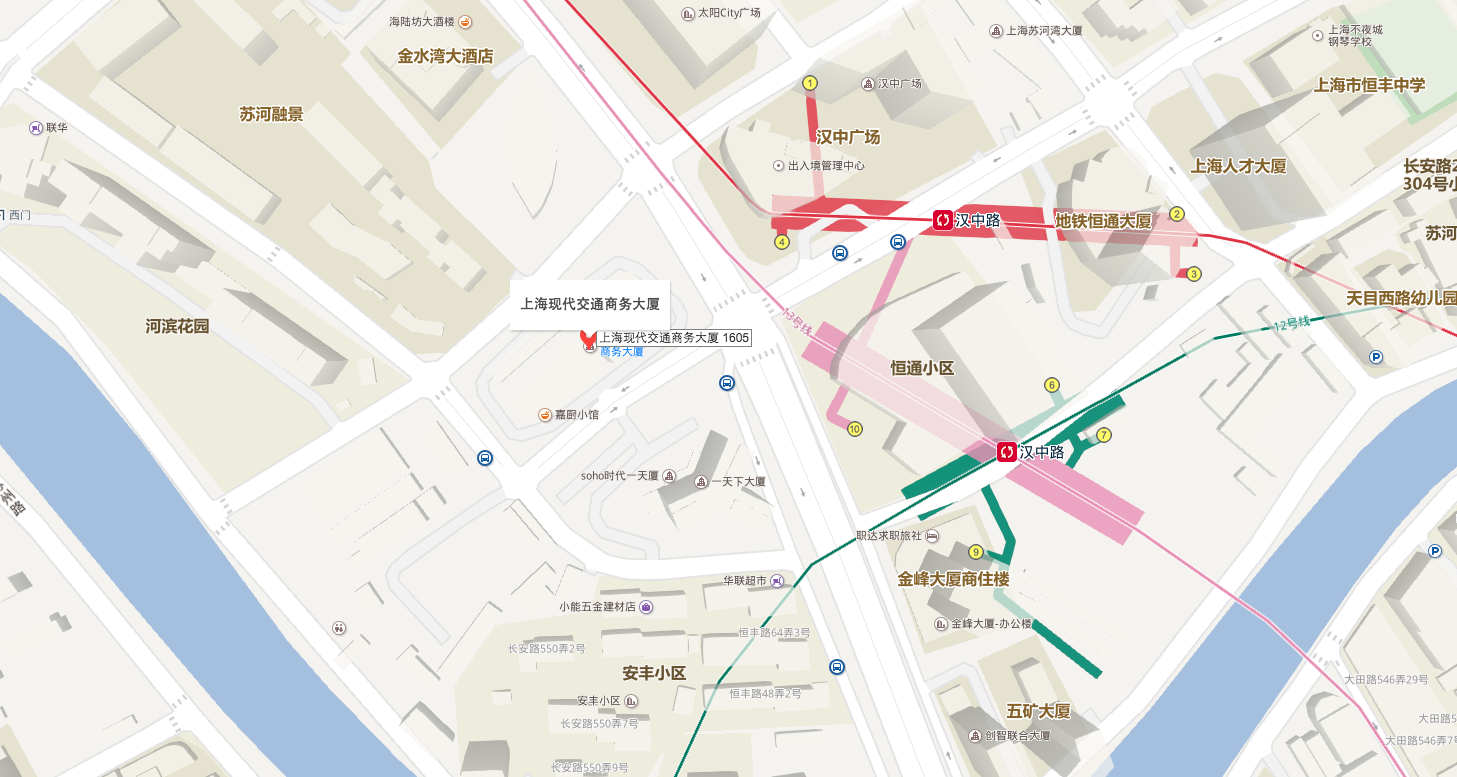 太阳City广场
海陆坊大酒楼
上海苏河湾大厦
上海不夜城
钢琴学校
金水湾大酒店
1
汉中广场
上海市恒丰中学
苏河融景
联华
汉中广场
出入境管理中心
上海人才大厦
长安路2
304号小
西门
汉中路
地铁恒通大厦
2
苏河
4
3
上海现代交通商务大厦
天目西路幼儿园
河滨花园
13号线
12号线
上海现代交通商务大厦 1605
商务大厦
P
恒通小区
6
嘉厨小馆
10
7
汉中路
soho时代一天厦
一天下大厦
州路
职达求职旅社
9
P
华联超市
金峰大厦商住楼
小能五金建材店
金峰大厦-办公楼
恒丰路64弄3号
长安路550弄2号
安丰小区
大田路546弄29号
恒丰路48弄2号
安丰小区
五矿大厦
大田路5
长安路550弄7号
创智联合大厦
大田路546弄7号
长安路550弄9号